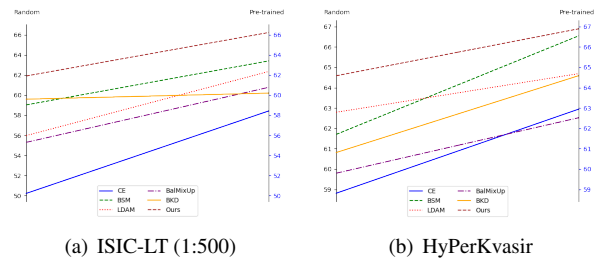 Random Pre-trained
66 66
64 64
62 62
60 60
58 58
56 56
54 54
52 52
50 50
CE BalMixUp
BSM BKD
LDAM Ours
(a) ISIC-LT (1:500)
Random Pre-trained
67 67
66 66
65 65
64 64
63 63
62 62
61 61
60 60
59 59
CE BalMixUp
BSM BKD
LDAM Ours
(b) HyPerKvasir